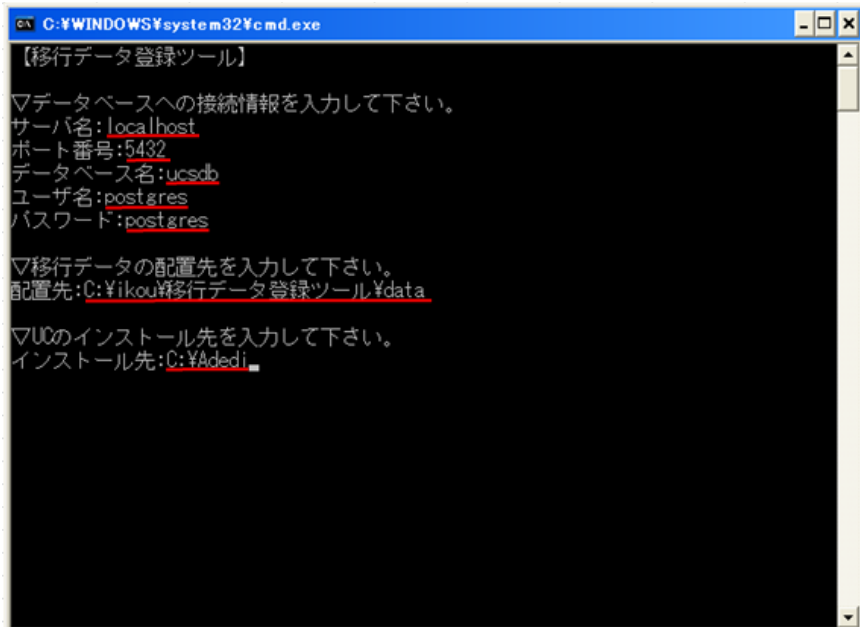 C:¥WINDOWS¥system32¥cmd.exe
【移行データ登録ツール】
▽データベースへの接続情報を入力して下さい。
サーバ名:localhost
ポート番号:5432
データベース名:ucsdb
ユーザ名:postgres
パスワード:postgres
▽移行データの配置先を入力して下さい。
配置先:C:¥ikou¥移行データ登録ツール¥data
▽UCのインストール先を入力して下さい。
インストール先:C:¥Adedi